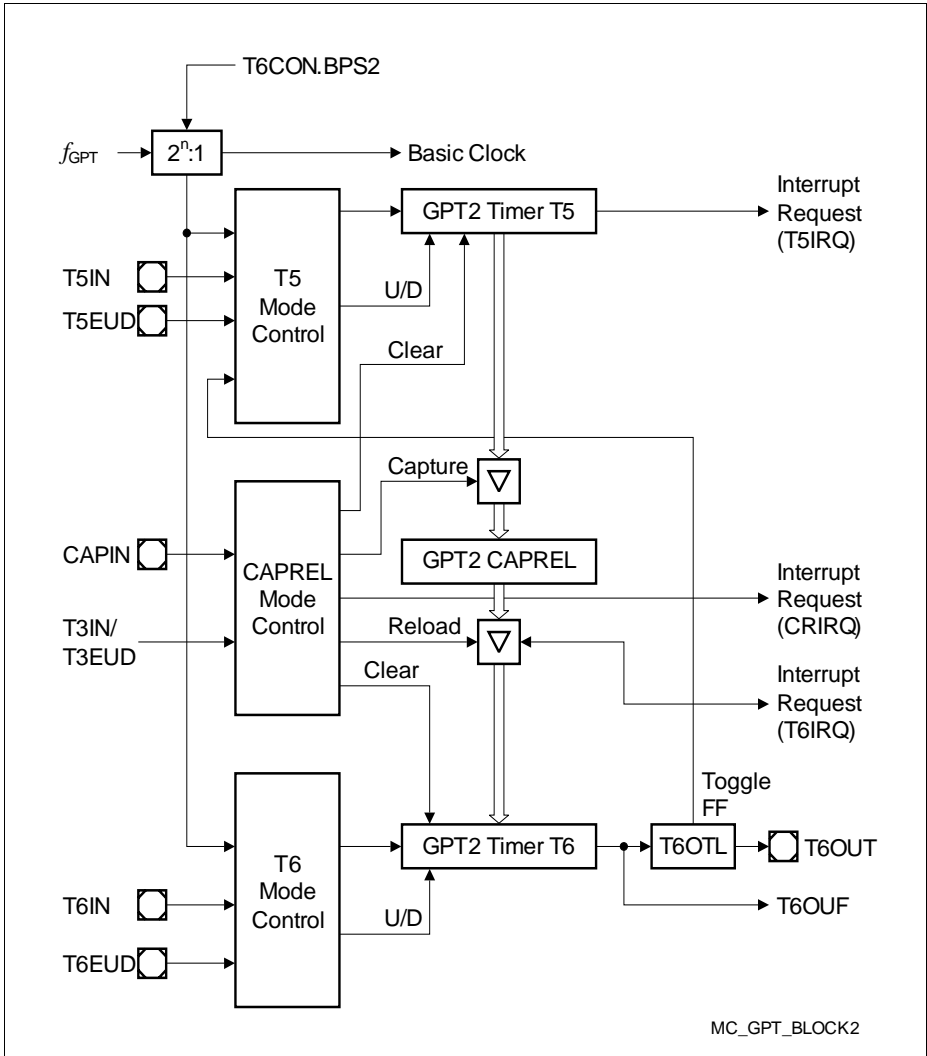 T6CON.BPS2
fGPT
2n:1
Basic Clock
GPT2 Timer T5
Interrupt
Request
(T5IRQ)
T5IN
T5EUD
T5
Mode
Control
U/D
Clear
Capture
CAPIN
T3IN/
T3EUD
CAPREL
Mode
Control
GPT2 CAPREL
Interrupt
Request
(CRIRQ)
Reload
Clear
Interrupt
Request
(T6IRQ)
Toggle
FF
GPT2 Timer T6
T6OTL
T6OUT
T6IN
T6EUD
T6
Mode
Control
U/D
T6OUF
MC_GPT_BLOCK2